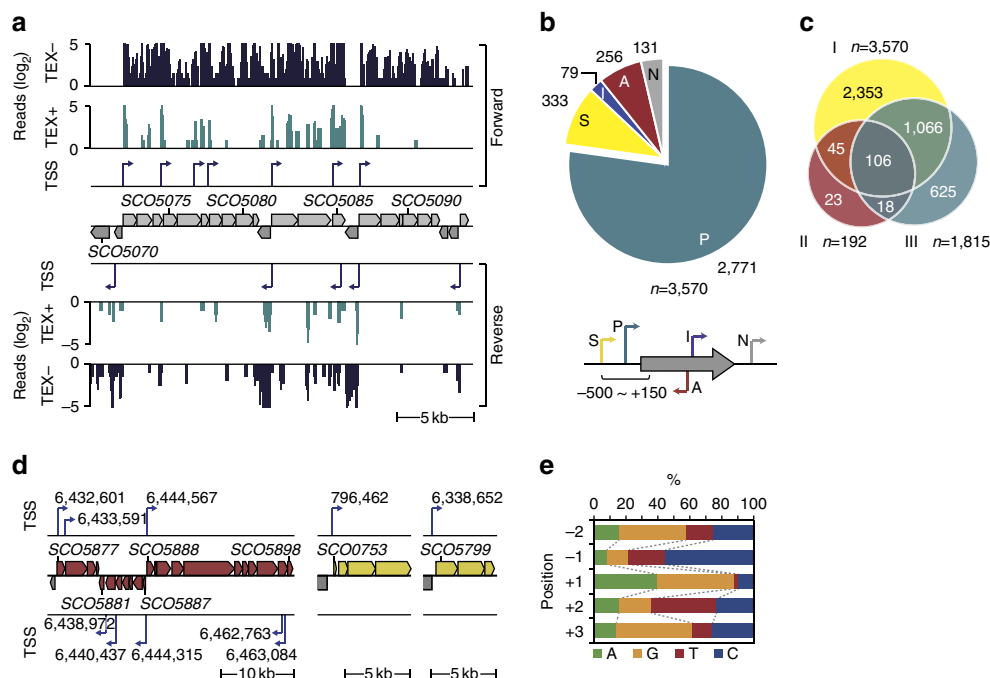 a
Reads (log2)
TEX−
5
0
TEX+
5
0
TSS
Forward
SCO5075
SCO5080
SCO5085
SCO5090
SCO5070
TSS
Reads (log2)
TEX+
0
−5
TEX−
0
−5
Reverse
5 kb
b
79
256
131
333
S
I
A
N
P
2,771
n=3,570
S
P
I
N
A
−500 ~ +150
c
I n=3,570
2,353
1,066
45
106
625
23
18
II n=192
III n=1,815
d
TSS
6,432,601
6,433,591
6,444,567
796,462
6,338,652
SCO5877
SCO5888
SCO5898
SCO0753
SCO5799
SCO5881
SCO5887
TSS
6,438,972
6,440,437
6,444,315
6,462,763
6,463,084
10 kb
5 kb
5 kb
e
%
0 20 40 60 80 100
Position
−2
−1
+1
+2
+3
A G T C